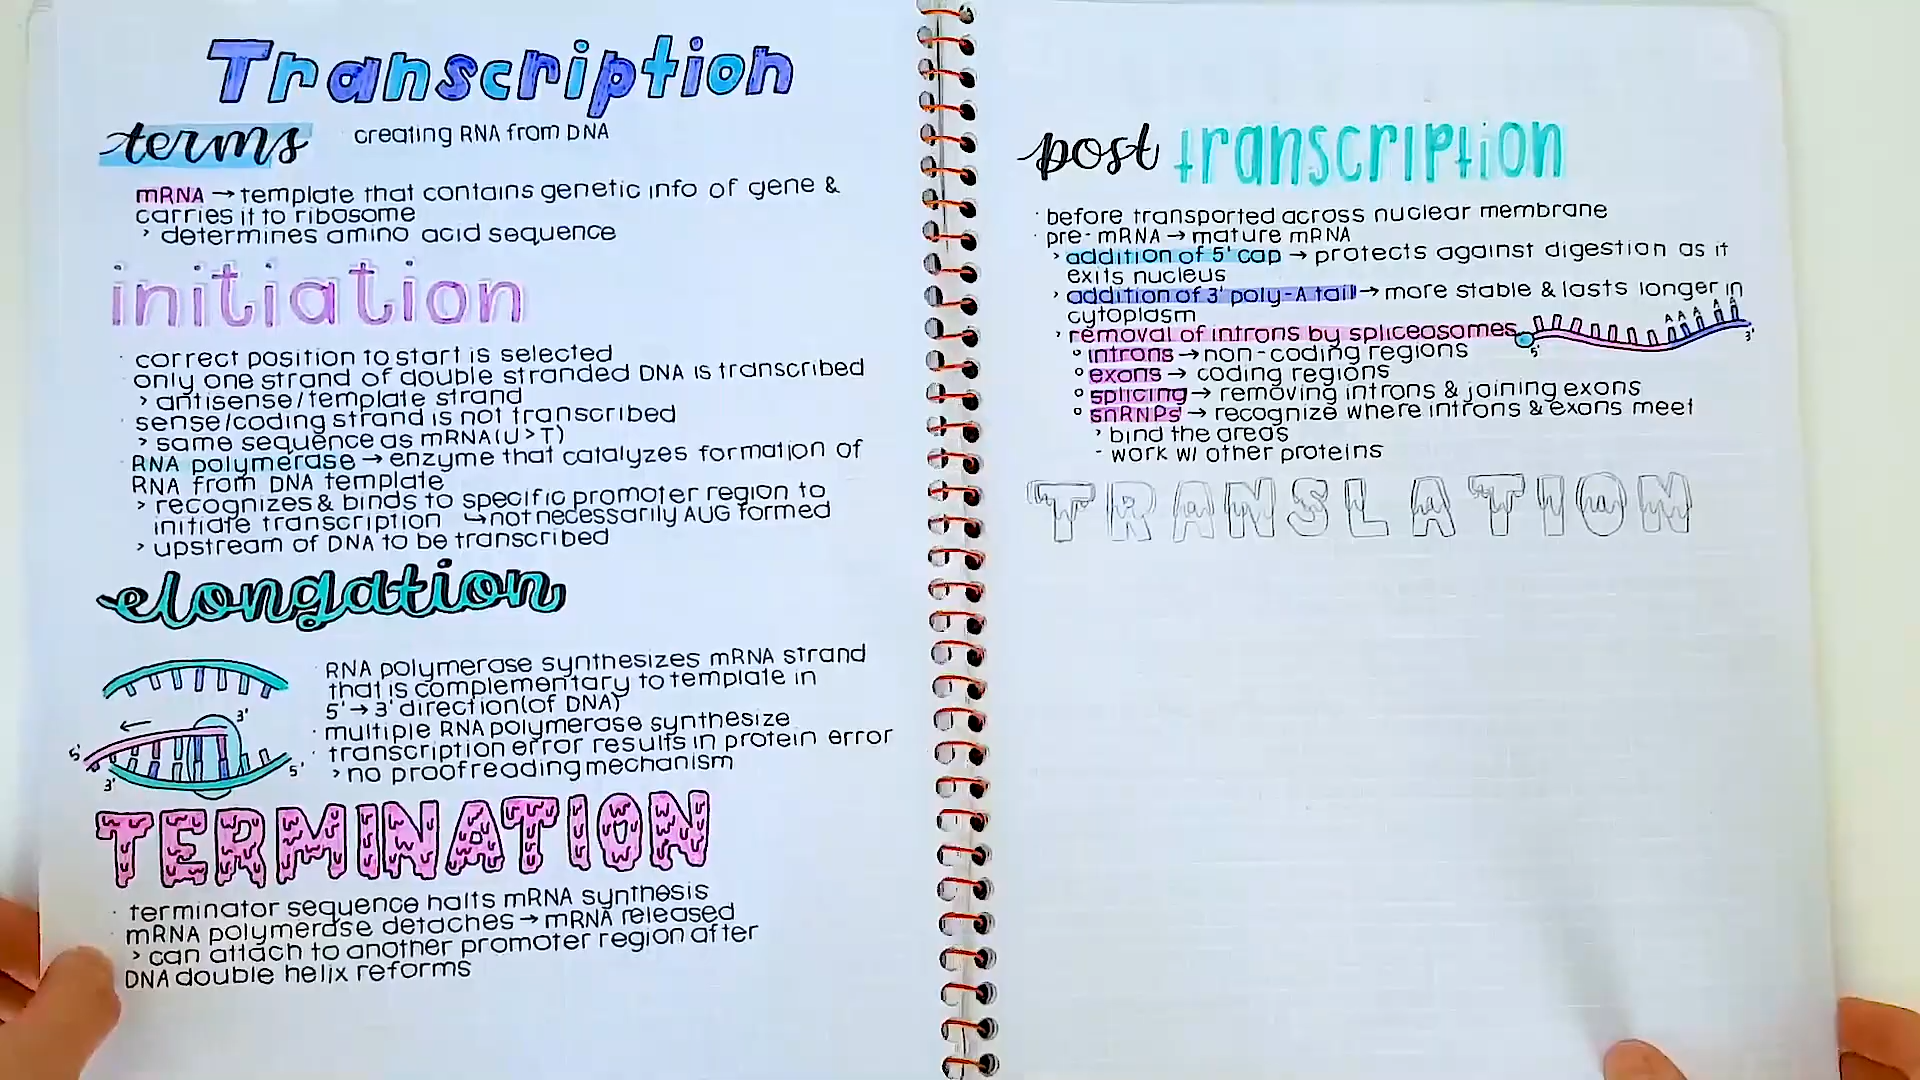 Transcription
terms
creating RNA from DNA
mRNA → template that contains genetic info of gene &
carries it to ribosome
> determines amino acid sequence
initiation
· correct position to start is selected
· only one strand of double stranded DNA is transcribed
> antisense/template strand
· sense/coding strand is not transcribed
> same sequence as mRNA (U > T)
· RNA polymerase → enzyme that catalyzes formation of
RNA from DNA template
> recognizes & binds to specific promoter region to
initiate transcription ↳ not necessarily AUG formed
> upstream of DNA to be transcribed
elongation
· RNA polymerase synthesizes mRNA strand
that is complementary to template in
5' → 3' direction (of DNA)
· multiple RNA polymerase synthesize
· transcription error results in protein error
> no proofreading mechanism
3'
5'
3'
5'
TERMINATION
· terminator sequence halts mRNA synthesis
· mRNA polymerase detaches → mRNA released
> can attach to another promoter region after
DNA double helix reforms
post transcription
· before transported across nuclear membrane
· pre-mRNA → mature mRNA
> addition of 5' cap → protects against digestion as it
exits nucleus
> addition of 3' poly-A tail → more stable & lasts longer in
cytoplasm
> removal of introns by spliceosomes
5'
A A A A A
3'
° introns → non-coding regions
° exons → coding regions
° splicing → removing introns & joining exons
° snRNPs → recognize where introns & exons meet
> bind the areas
- work w/ other proteins
TRANSLATION